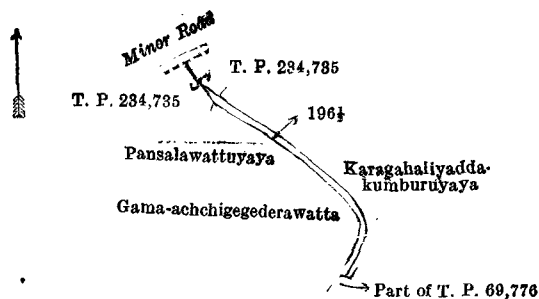 Minor Road
T. P. 234,735
T. P. 234,735
196½
Pansalawattuyaya
Karagahaliyadda-
kumburuyaya
Gama-achchigegederawatta
Part of T. P. 69,776